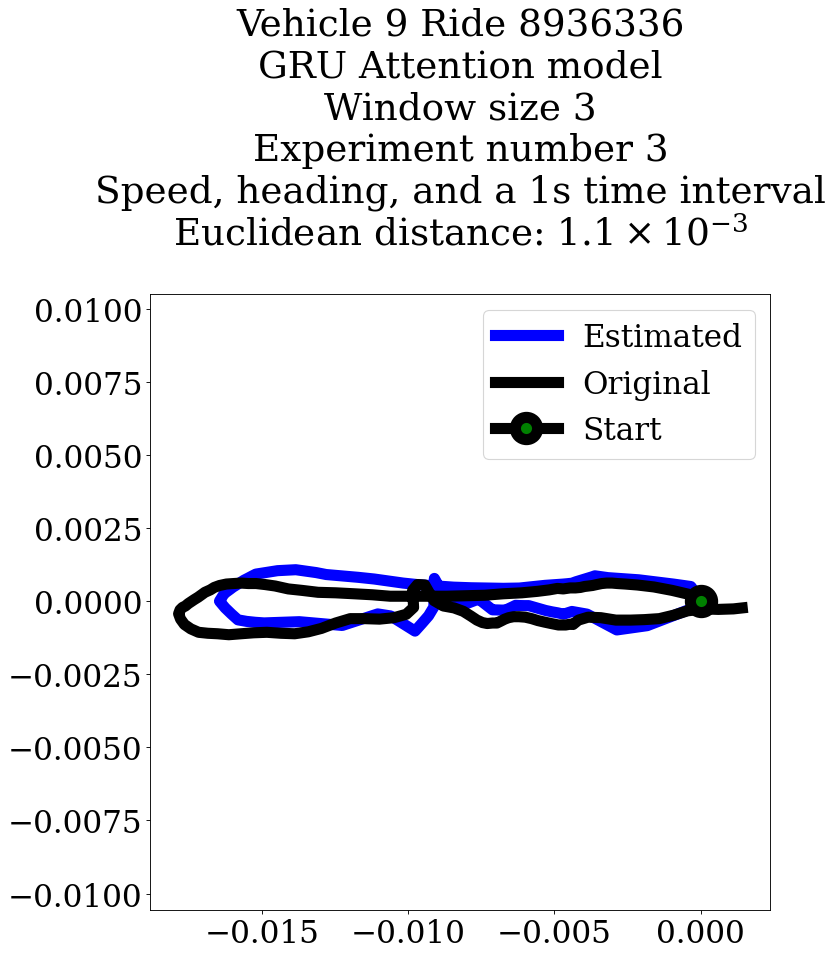 Vehicle 9 Ride 8936336
GRU Attention model
Window size 3
Experiment number 3
Speed, heading, and a 1s time interval
Euclidean distance: 1.1 × 10⁻³
Estimated
Original
Start
0.0100
0.0075
0.0050
0.0025
0.0000
−0.0025
−0.0050
−0.0075
−0.0100
−0.015 −0.010 −0.005 0.000